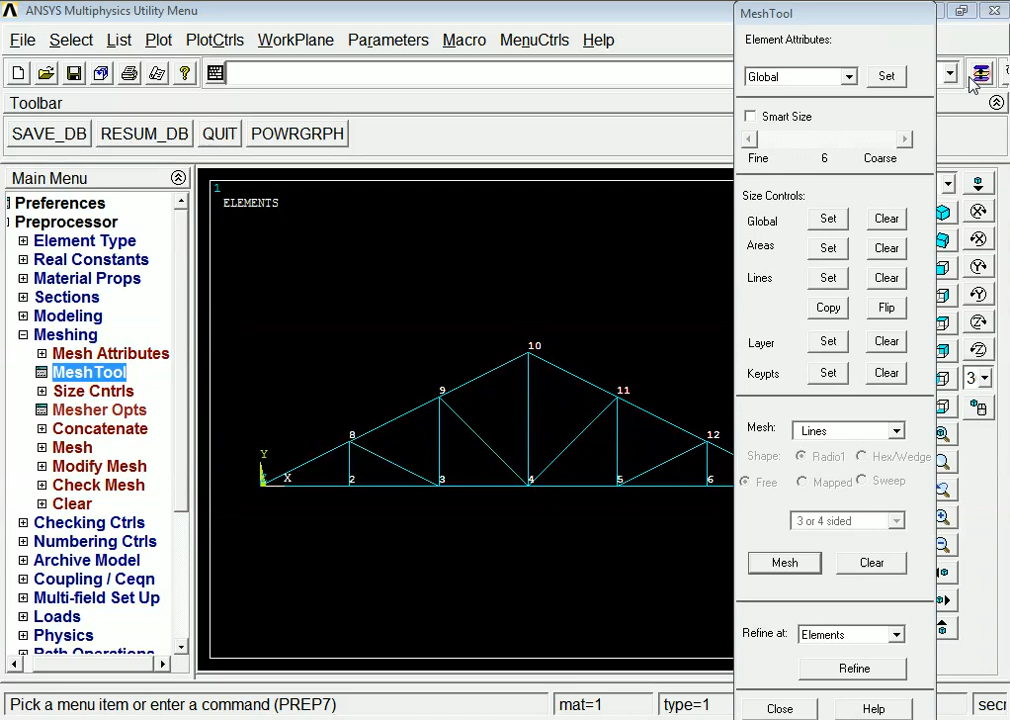 ANSYS Multiphysics Utility Menu
File Select List Plot PlotCtrls WorkPlane Parameters Macro MenuCtrls Help
Toolbar
SAVE_DB RESUM_DB QUIT POWRGRPH
Main Menu
Preferences
Preprocessor
Element Type
Real Constants
Material Props
Sections
Modeling
Meshing
Mesh Attributes
MeshTool
Size Cntrls
Mesher Opts
Concatenate
Mesh
Modify Mesh
Check Mesh
Clear
Checking Ctrls
Numbering Ctrls
Archive Model
Coupling / Ceqn
Multi-field Set Up
Loads
Physics
Path Operations
1
ELEMENTS
10
9 11
8 12
Y
X 2 3 4 5 6
MeshTool
Element Attributes:
Global Set
Smart Size
Fine 6 Coarse
Size Controls:
Global Set Clear
Areas Set Clear
Lines Set Clear
Copy Flip
Layer Set Clear
Keypts Set Clear
Mesh: Lines
Shape: Radio1 Hex/Wedge
Free Mapped Sweep
3 or 4 sided
Mesh Clear
Refine at: Elements
Refine
Close Help
3
Pick a menu item or enter a command (PREP7) mat=1 type=1 secr